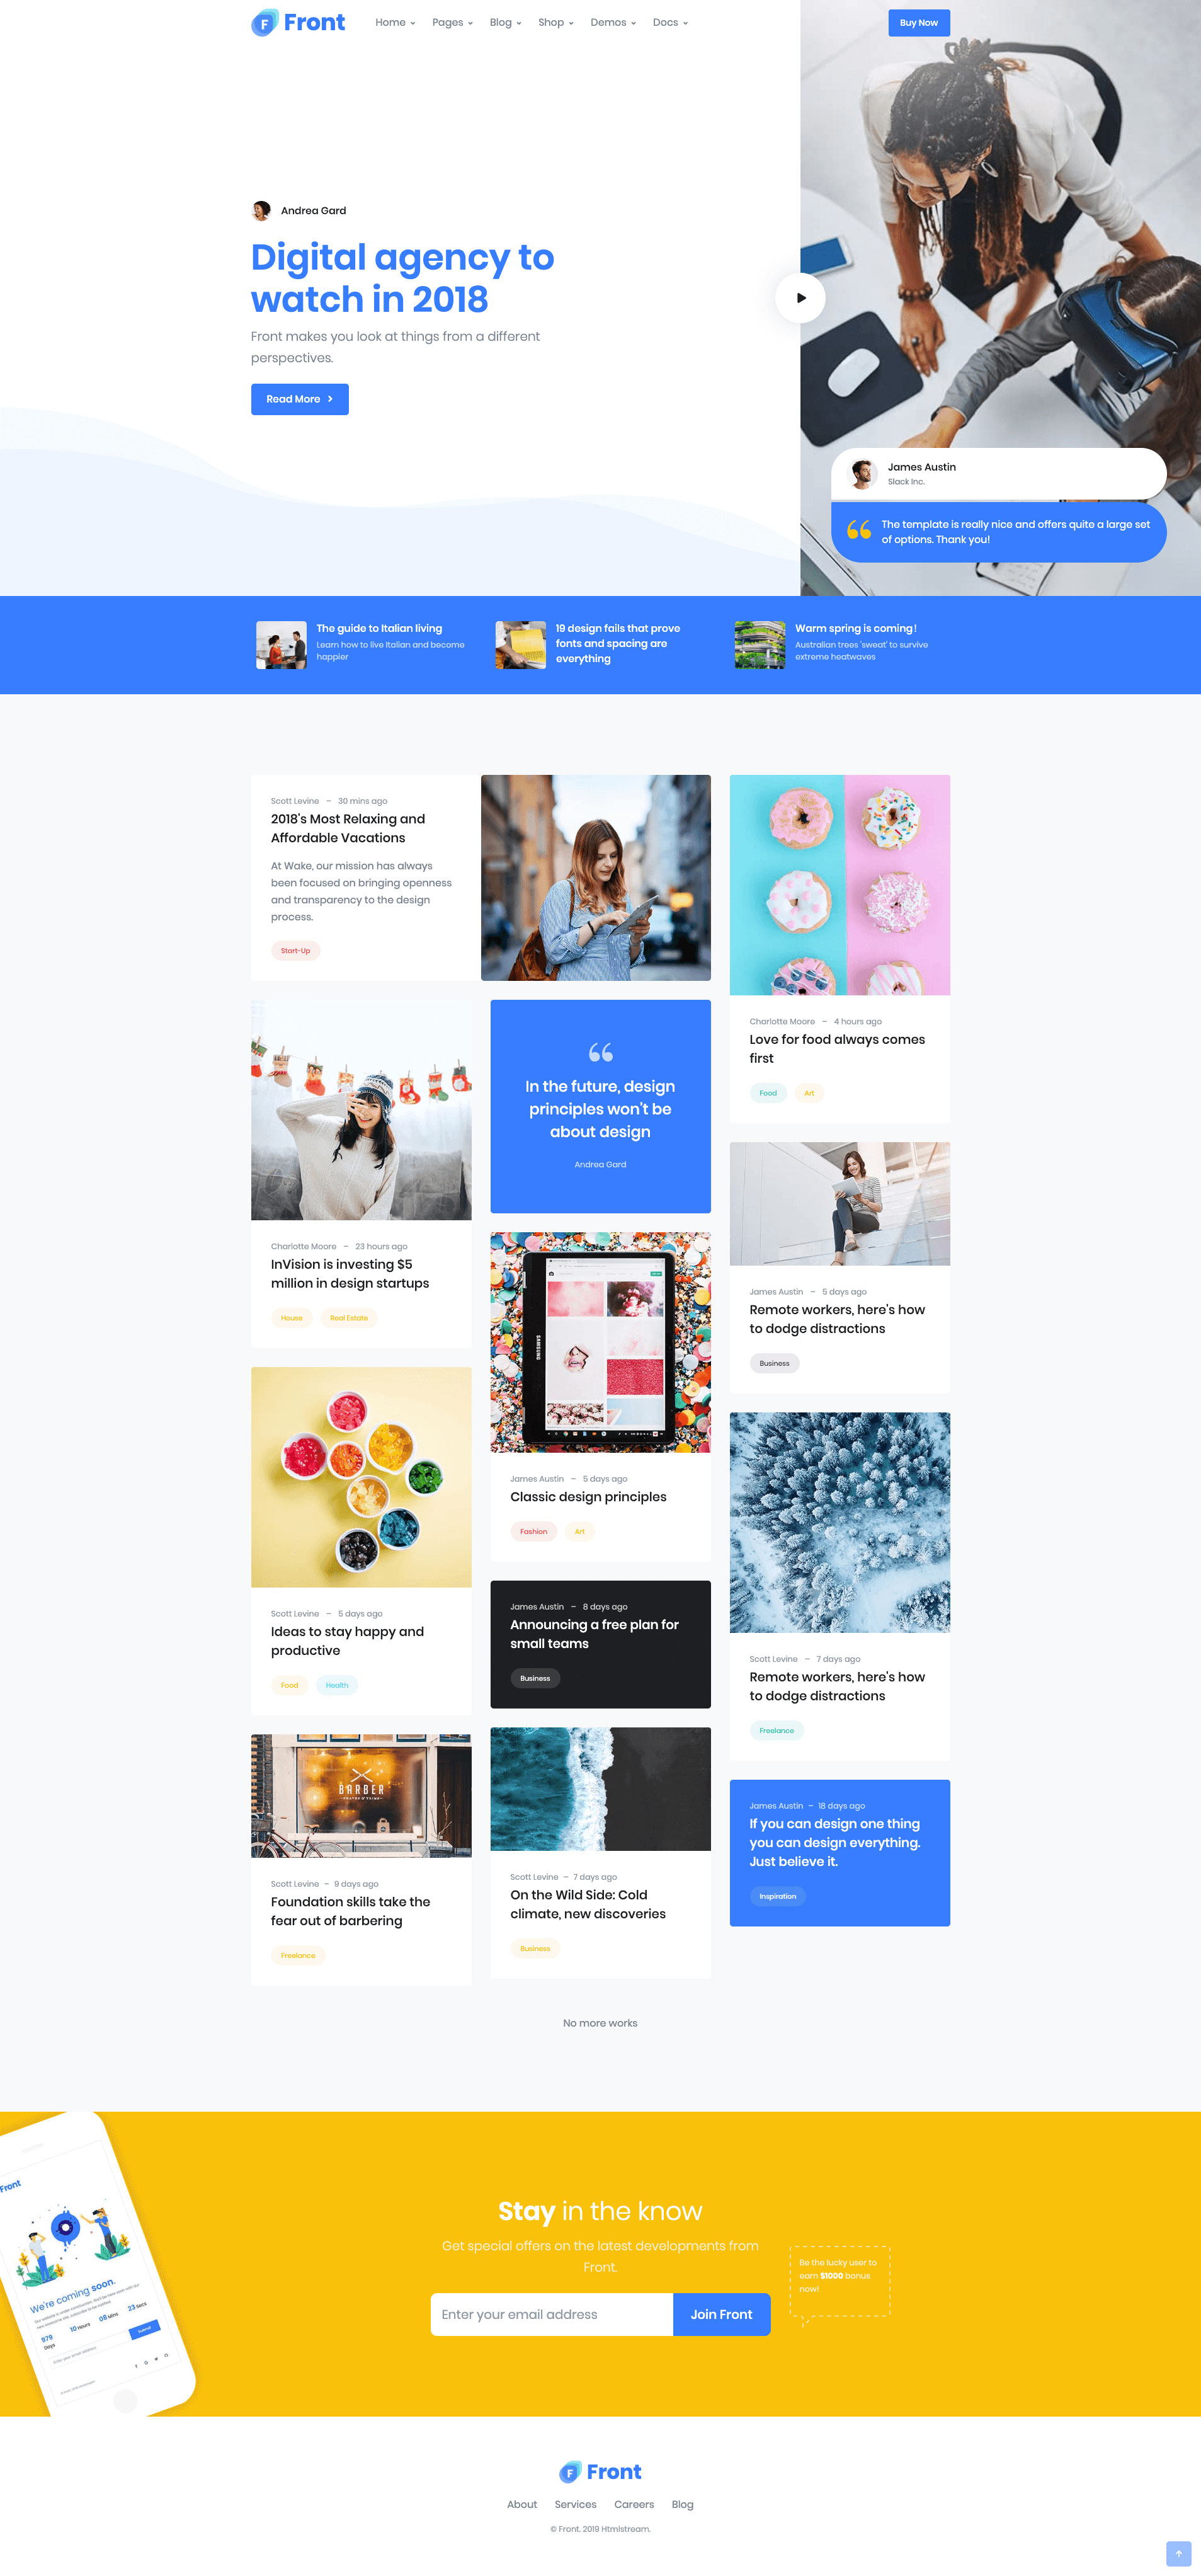 Front
Home
Pages
Blog
Shop
Demos
Docs
Buy Now
Andrea Gard
Digital agency to
watch in 2018
Front makes you look at things from a different
perspectives.
Read More
James Austin
Slack Inc.
The template is really nice and offers quite a large set
of options. Thank you!
The guide to Italian living
Learn how to live Italian and become
happier
19 design fails that prove
fonts and spacing are
everything
Warm spring is coming!
Australian trees 'sweat' to survive
extreme heatwaves
Scott Levine – 30 mins ago
2018's Most Relaxing and
Affordable Vacations
At Wake, our mission has always
been focused on bringing openness
and transparency to the design
process.
Start-Up
Charlotte Moore – 4 hours ago
Love for food always comes
first
Food
Art
Charlotte Moore – 23 hours ago
InVision is investing $5
million in design startups
House
Real Estate
In the future, design
principles won't be
about design
Andrea Gard
James Austin – 5 days ago
Remote workers, here's how
to dodge distractions
Business
SAMSUNG
James Austin – 5 days ago
Classic design principles
Fashion
Art
Scott Levine – 5 days ago
Ideas to stay happy and
productive
Food
Health
James Austin – 8 days ago
Announcing a free plan for
small teams
Business
Scott Levine – 7 days ago
Remote workers, here's how
to dodge distractions
Freelance
BARBER
Scott Levine – 9 days ago
Foundation skills take the
fear out of barbering
Freelance
Scott Levine – 7 days ago
On the Wild Side: Cold
climate, new discoveries
Business
James Austin – 18 days ago
If you can design one thing
you can design everything.
Just believe it.
Inspiration
No more works
Front
We're coming soon.
979
Days
10 Hours
08 Mins
23 Secs
Stay in the know
Get special offers on the latest developments from
Front.
Enter your email address
Join Front
Be the lucky user to
earn $1000 bonus
now!
Front
About
Services
Careers
Blog
© Front. 2019 Htmlstream.